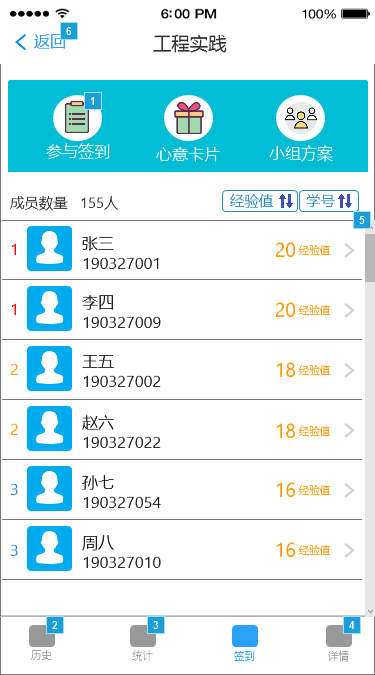 6:00 PM 100%
返回 6
工程实践
1
参与签到 心意卡片 小组方案
成员数量 155人 经验值 学号
5
1 张三 20 经验值
190327001
1 李四 20 经验值
190327009
2 王五 18 经验值
190327002
2 赵六 18 经验值
190327022
3 孙七 16 经验值
190327054
3 周八 16 经验值
190327010
2 3 4
历史 统计 签到 详情